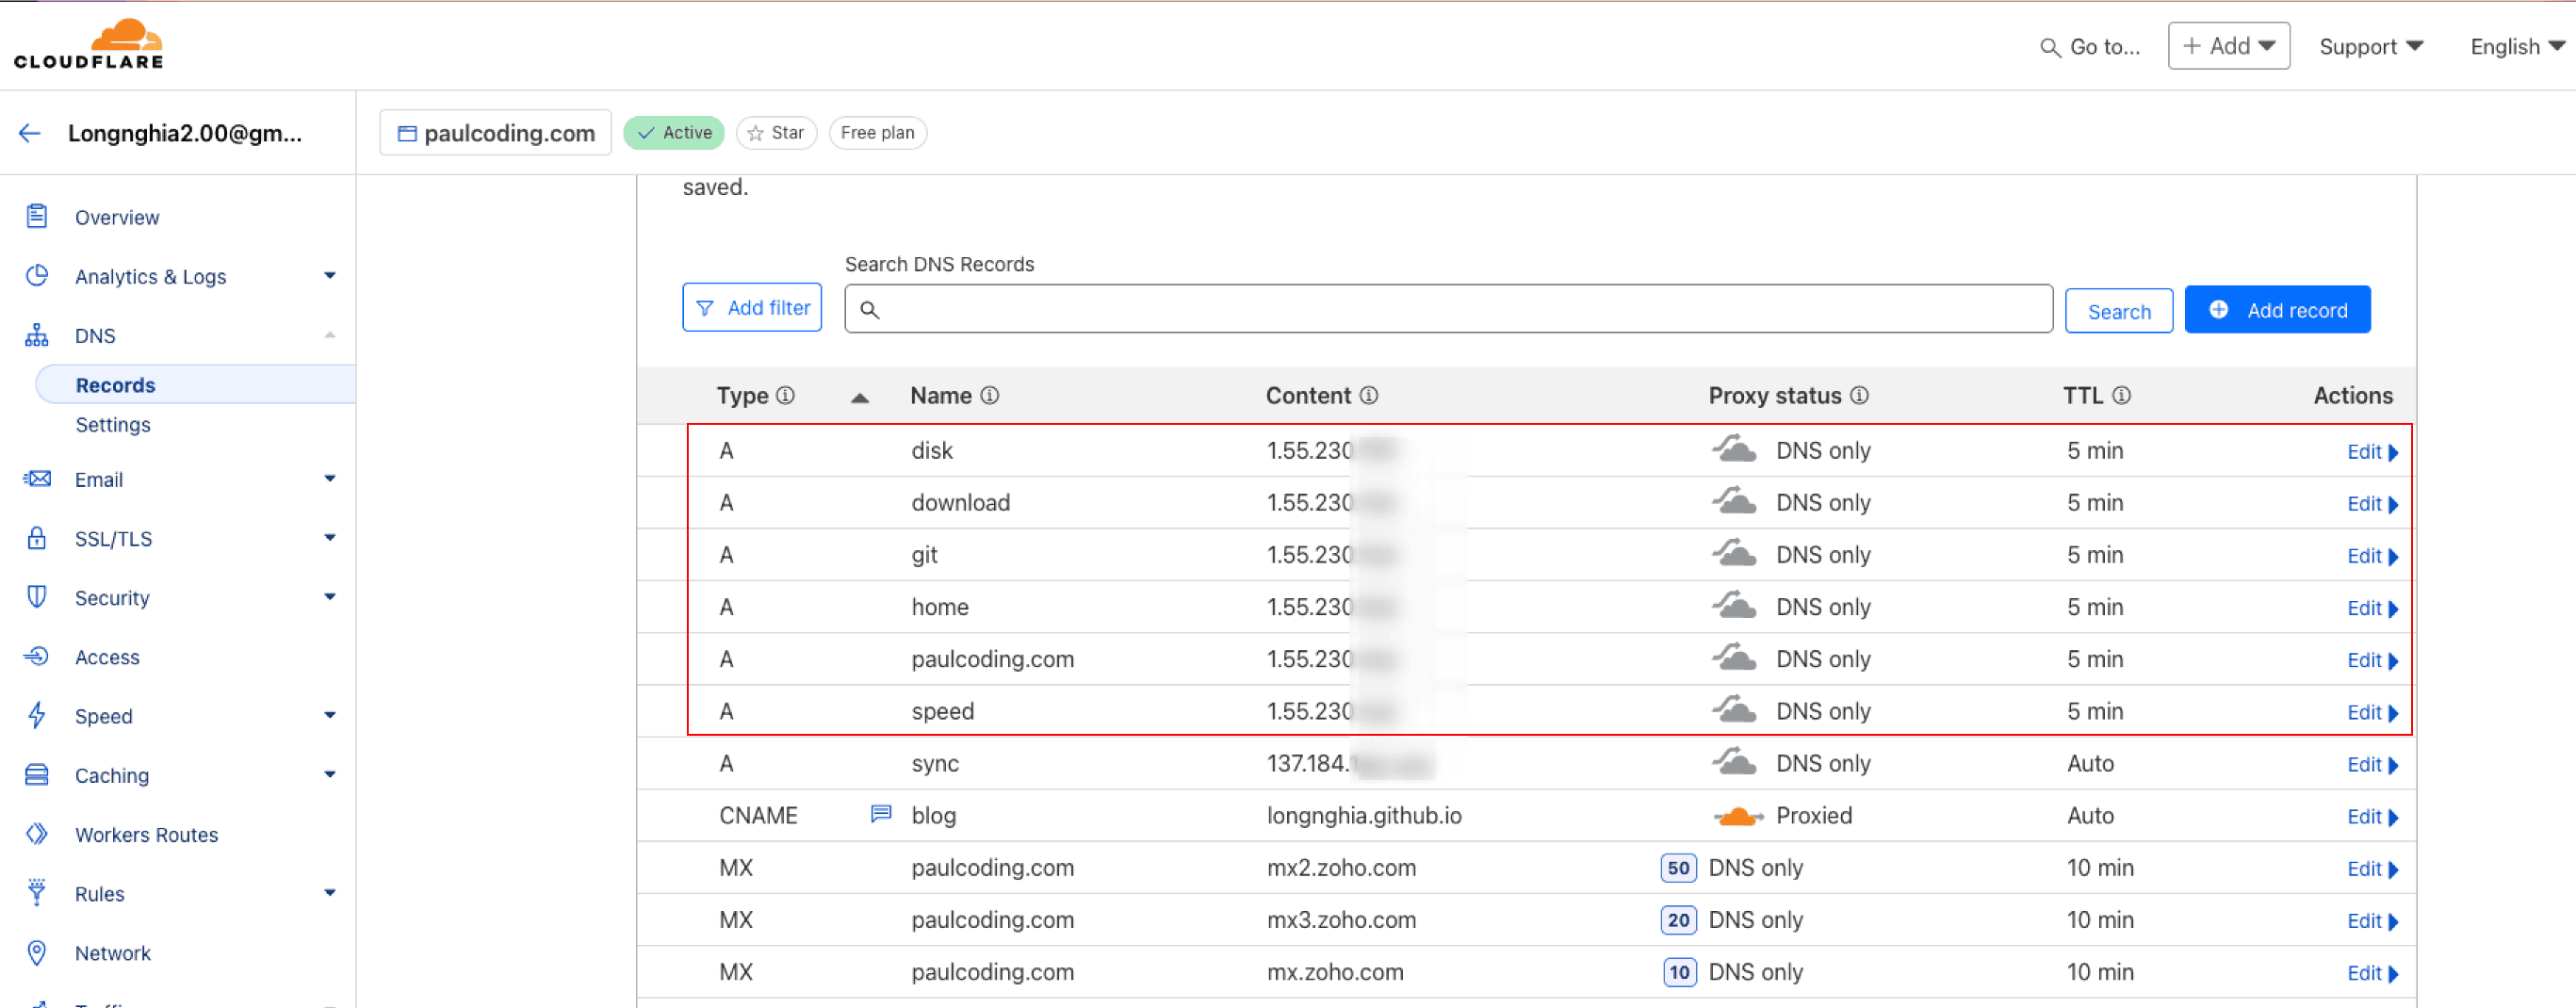 CLOUDFLARE
Go to...
+ Add
Support
English
Longnghia2.00@gm...
paulcoding.com
Active
Star
Free plan
saved.
Overview
Analytics & Logs
DNS
Records
Settings
Email
SSL/TLS
Security
Access
Speed
Caching
Workers Routes
Rules
Network
Search DNS Records
Add filter
Search
Add record
Type Name Content Proxy status TTL Actions
A disk 1.55.230 DNS only 5 min Edit
A download 1.55.230 DNS only 5 min Edit
A git 1.55.230 DNS only 5 min Edit
A home 1.55.230 DNS only 5 min Edit
A paulcoding.com 1.55.230 DNS only 5 min Edit
A speed 1.55.230 DNS only 5 min Edit
A sync 137.184. DNS only Auto Edit
CNAME blog longnghia.github.io Proxied Auto Edit
MX paulcoding.com mx2.zoho.com 50 DNS only 10 min Edit
MX paulcoding.com mx3.zoho.com 20 DNS only 10 min Edit
MX paulcoding.com mx.zoho.com 10 DNS only 10 min Edit